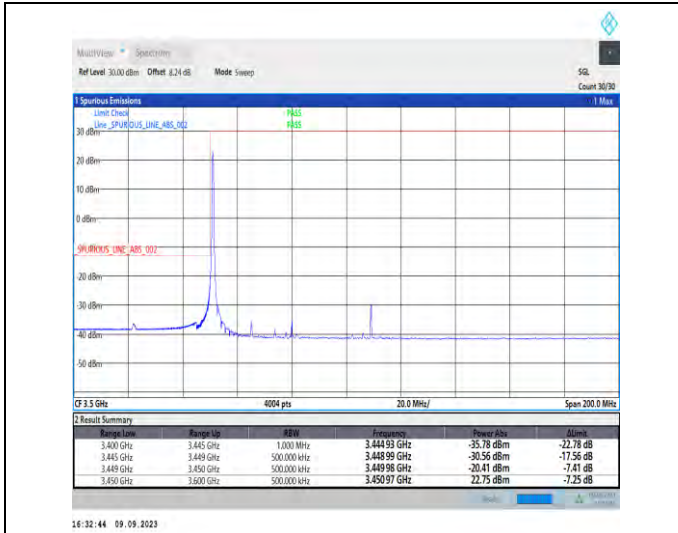 MultiView Spectrum
Ref Level 30.00 dBm Offset 8.24 dB Mode Sweep SGL
Count 30/30
1 Spurious Emissions 1 Max
Limit Check PASS
Line _SPURIOUS_LINE_ABS_002 PASS
30 dBm
20 dBm
10 dBm
0 dBm
_SPURIOUS_LINE_ABS_002
-20 dBm
-30 dBm
-40 dBm
-50 dBm
CF 3.5 GHz 4004 pts 20.0 MHz/ Span 200.0 MHz
2 Result Summary
Range Low Range Up RBW Frequency Power Abs ΔLimit
3.400 GHz 3.445 GHz 1.000 MHz 3.444 93 GHz -35.78 dBm -22.78 dB
3.445 GHz 3.449 GHz 500.000 kHz 3.448 99 GHz -30.56 dBm -17.56 dB
3.449 GHz 3.450 GHz 500.000 kHz 3.449 98 GHz -20.41 dBm -7.41 dB
3.450 GHz 3.600 GHz 500.000 kHz 3.450 97 GHz 22.75 dBm -7.25 dB
16:32:44 09.09.2023